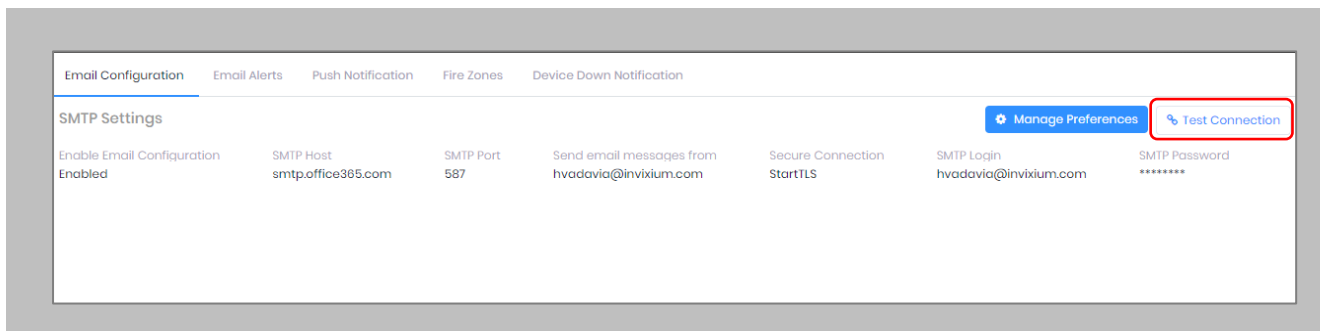 Email Configuration Email Alerts Push Notification Fire Zones Device Down Notification
SMTP Settings Manage Preferences Test Connection
Enable Email Configuration SMTP Host SMTP Port Send email messages from Secure Connection SMTP Login SMTP Password
Enabled smtp.office365.com 587 hvadavia@invixium.com StartTLS hvadavia@invixium.com ********